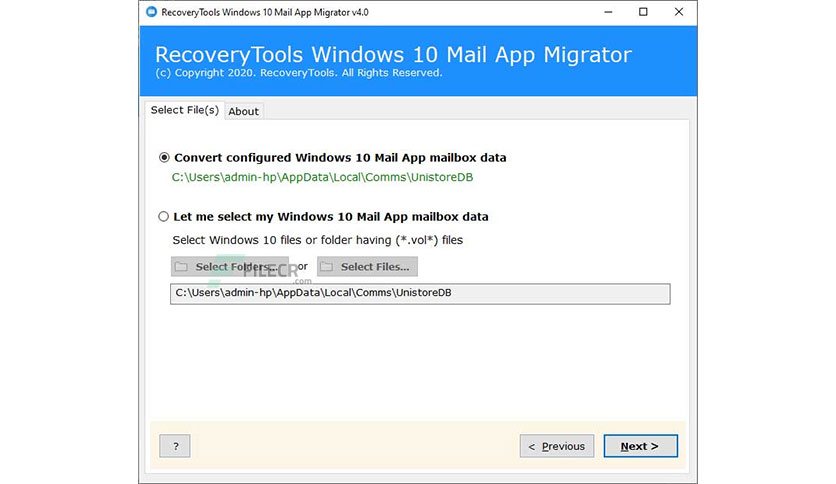 RecoveryTools Windows 10 Mail App Migrator v4.0
RecoveryTools Windows 10 Mail App Migrator
(c) Copyright 2020. RecoveryTools. All Rights Reserved.
Select File(s) About
Convert configured Windows 10 Mail App mailbox data
C:\Users\admin-hp\AppData\Local\Comms\UnistoreDB
Let me select my Windows 10 Mail App mailbox data
Select Windows 10 files or folder having (*.vol*) files
Select Folders... or Select Files...
FILECR
.com
C:\Users\admin-hp\AppData\Local\Comms\UnistoreDB
? < Previous Next >